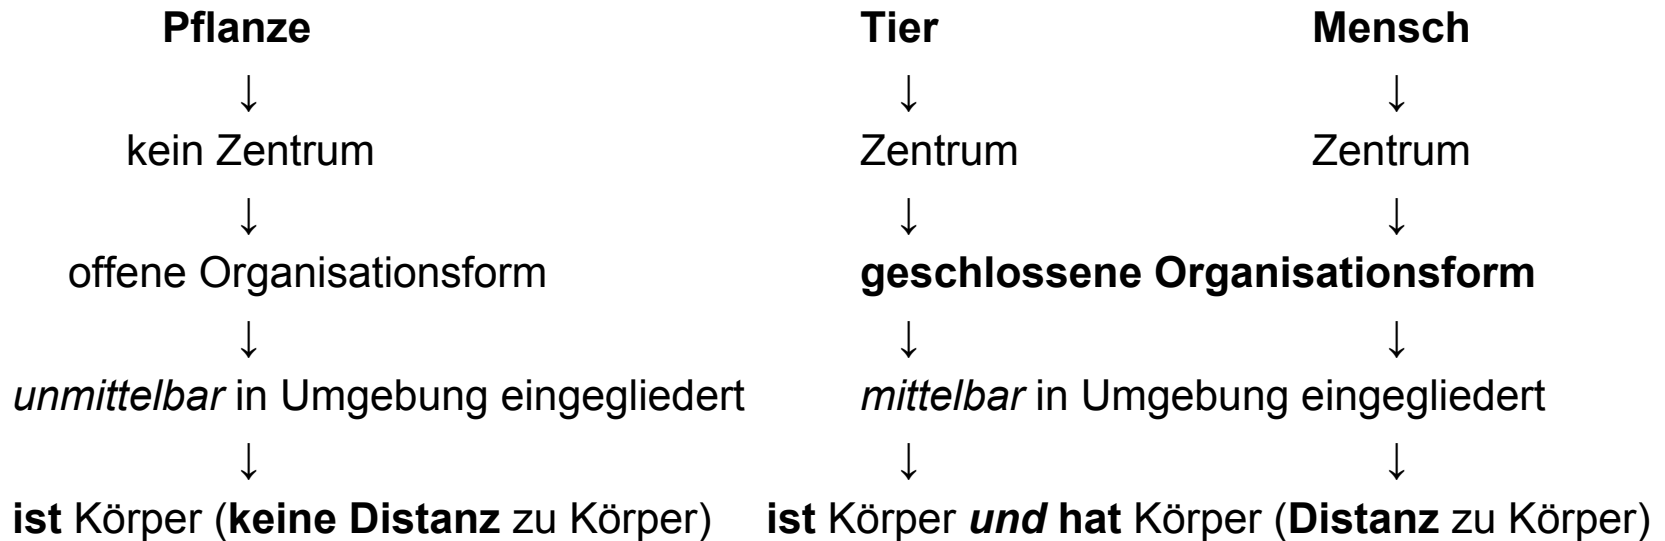 Pflanze Tier Mensch
↓ ↓ ↓
kein Zentrum Zentrum Zentrum
↓ ↓ ↓
offene Organisationsform geschlossene Organisationsform
↓ ↓ ↓
unmittelbar in Umgebung eingegliedert mittelbar in Umgebung eingegliedert
↓ ↓ ↓
ist Körper (keine Distanz zu Körper) ist Körper und hat Körper (Distanz zu Körper)